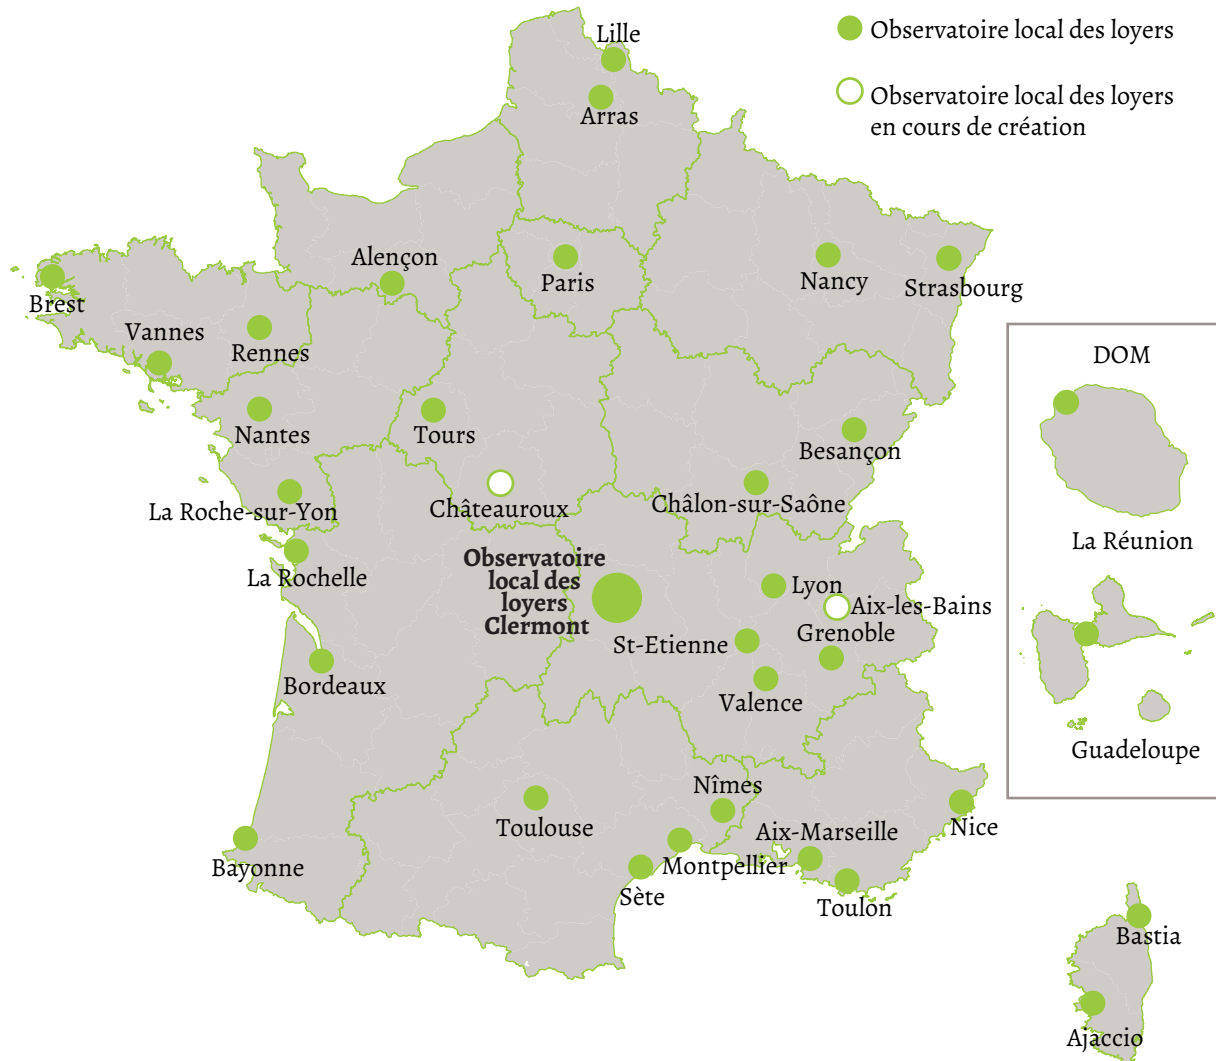 Observatoire local des loyers
Observatoire local des loyers
en cours de création
Lille
Arras
Alençon
Paris
Nancy
Strasbourg
Brest
Vannes
Rennes
Nantes
Tours
Besançon
La Roche-sur-Yon
Châteauroux
Châlon-sur-Saône
La Rochelle
Observatoire
local des
loyers
Clermont
Lyon
Aix-les-Bains
St-Etienne
Grenoble
Valence
Bordeaux
Nîmes
Toulouse
Aix-Marseille
Nice
Bayonne
Montpellier
Sète
Toulon
DOM
La Réunion
Guadeloupe
Bastia
Ajaccio